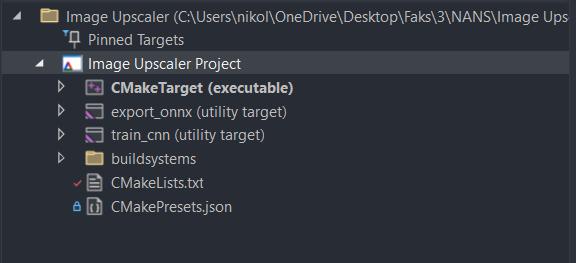 Image Upscaler (C:\Users\nikol\OneDrive\Desktop\Faks\3\NANS\Image Ups
Pinned Targets
Image Upscaler Project
CMakeTarget (executable)
export_onnx (utility target)
train_cnn (utility target)
buildsystems
CMakeLists.txt
CMakePresets.json